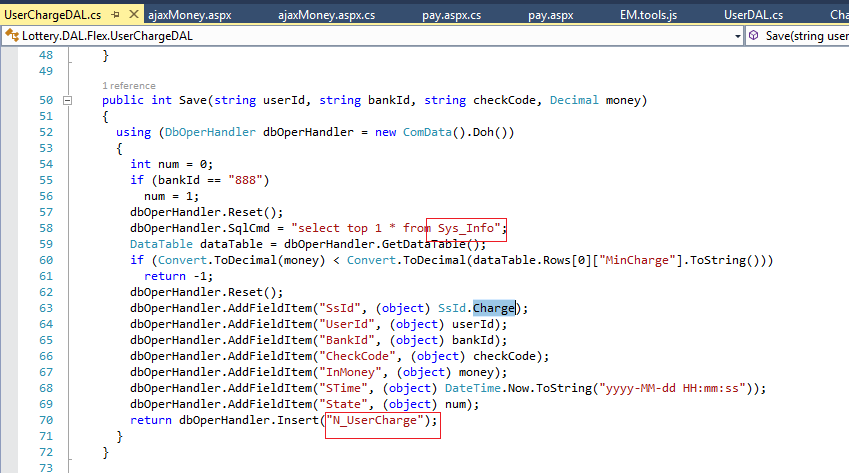 UserChargeDAL.cs ajaxMoney.aspx ajaxMoney.aspx.cs pay.aspx.cs pay.aspx EM.tools.js UserDAL.cs Cha
Lottery.DAL.Flex.UserChargeDAL Save(string user
48 }
49
1 reference
50 public int Save(string userId, string bankId, string checkCode, Decimal money)
51 {
52 using (DbOperHandler dbOperHandler = new ComData().Doh())
53 {
54 int num = 0;
55 if (bankId == "888")
56 num = 1;
57 dbOperHandler.Reset();
58 dbOperHandler.SqlCmd = "select top 1 * from Sys_Info";
59 DataTable dataTable = dbOperHandler.GetDataTable();
60 if (Convert.ToDecimal(money) < Convert.ToDecimal(dataTable.Rows[0]["MinCharge"].ToString()))
61 return -1;
62 dbOperHandler.Reset();
63 dbOperHandler.AddFieldItem("SsId", (object) SsId.Charge);
64 dbOperHandler.AddFieldItem("UserId", (object) userId);
65 dbOperHandler.AddFieldItem("BankId", (object) bankId);
66 dbOperHandler.AddFieldItem("CheckCode", (object) checkCode);
67 dbOperHandler.AddFieldItem("InMoney", (object) money);
68 dbOperHandler.AddFieldItem("STime", (object) DateTime.Now.ToString("yyyy-MM-dd HH:mm:ss"));
69 dbOperHandler.AddFieldItem("State", (object) num);
70 return dbOperHandler.Insert("N_UserCharge");
71 }
72 }
73